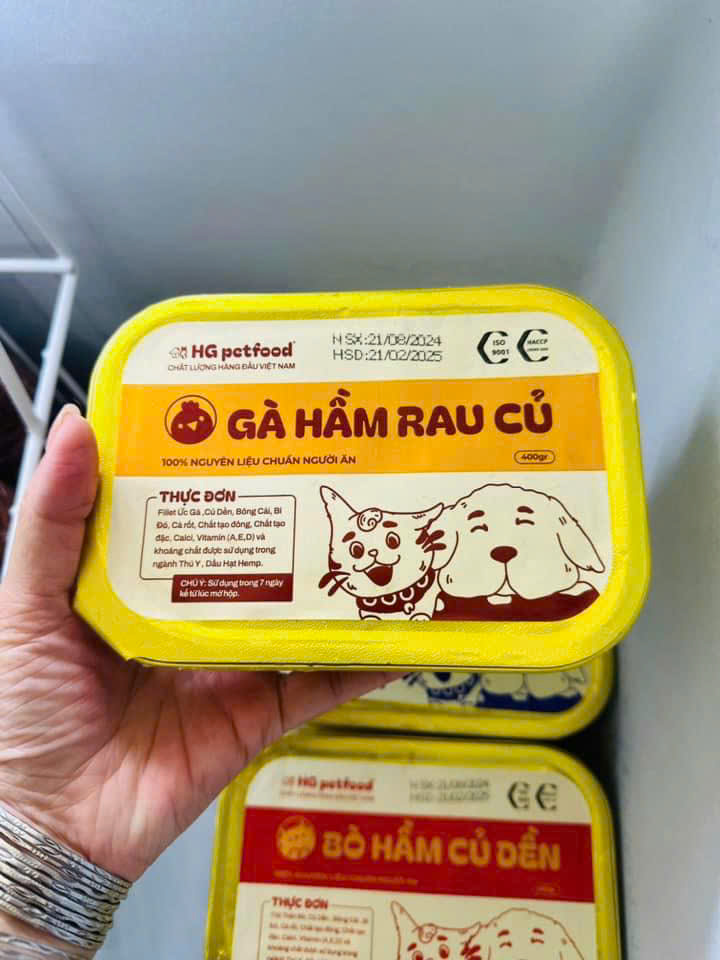 HG petfood
CHẤT LƯỢNG HÀNG ĐẦU VIỆT NAM
NSX:21/08/2024
HSD:21/02/2025
ISO
9001
HACCP
GÀ HẦM RAU CỦ
100% NGUYÊN LIỆU CHUẨN NGƯỜI ĂN
400gr
THỰC ĐƠN
Fillet Ức Gà ,Củ Dền, Bông Cải, Bí
Đỏ, Cà rốt, Chất tạo đông, Chất tạo
đặc, Calci, Vitamin (A,E,D) và
khoáng chất được sử dụng trong
ngành Thú Y , Dầu Hạt Hemp.
CHÚ Ý: Sử dụng trong 7 ngày
kể từ lúc mở hộp.
HG petfood
BÒ HẦM CỦ DỀN
THỰC ĐƠN